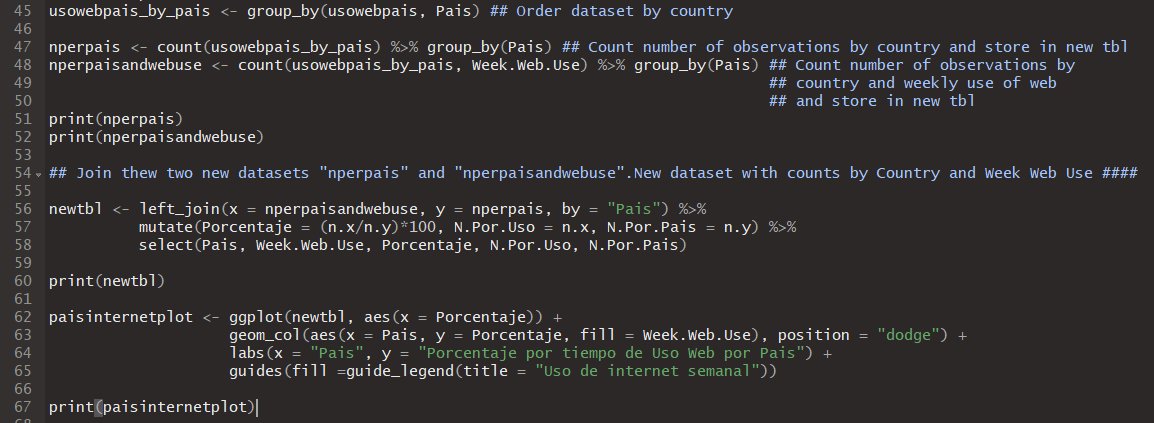 45 usowebpais_by_pais <- group_by(usowebpais, Pais) ## Order dataset by country
46
47 nperpais <- count(usowebpais_by_pais) %>% group_by(Pais) ## Count number of observations by country and store in new tbl
48 nperpaisandwebuse <- count(usowebpais_by_pais, Week.Web.Use) %>% group_by(Pais) ## Count number of observations by
49 ## country and weekly use of web
50 ## and store in new tbl
51 print(nperpais)
52 print(nperpaisandwebuse)
53
54 ## Join thew two new datasets "nperpais" and "nperpaisandwebuse".New dataset with counts by Country and Week Web Use ####
55
56 newtbl <- left_join(x = nperpaisandwebuse, y = nperpais, by = "Pais") %>%
57 mutate(Porcentaje = (n.x/n.y)*100, N.Por.Uso = n.x, N.Por.Pais = n.y) %>%
58 select(Pais, Week.Web.Use, Porcentaje, N.Por.Uso, N.Por.Pais)
59
60 print(newtbl)
61
62 paisinternetplot <- ggplot(newtbl, aes(x = Porcentaje)) +
63 geom_col(aes(x = Pais, y = Porcentaje, fill = Week.Web.Use), position = "dodge") +
64 labs(x = "Pais", y = "Porcentaje por tiempo de Uso Web por Pais") +
65 guides(fill =guide_legend(title = "Uso de internet semanal"))
66
67 print(paisinternetplot)
68